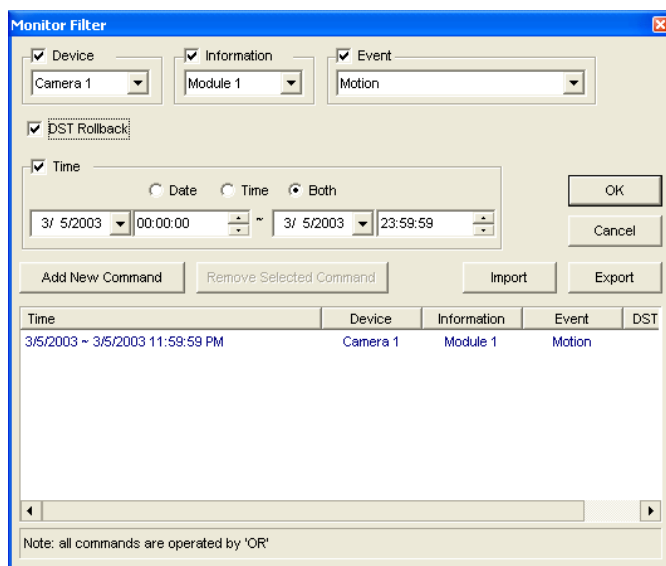 Monitor Filter
Device Information Event
Camera 1 Module 1 Motion
DST Rollback
Time
Date Time Both
3/ 5/2003 00:00:00 ~ 3/ 5/2003 23:59:59
OK
Cancel
Add New Command Remove Selected Command Import Export
Time Device Information Event DST
3/5/2003 ~ 3/5/2003 11:59:59 PM Camera 1 Module 1 Motion
Note: all commands are operated by 'OR'